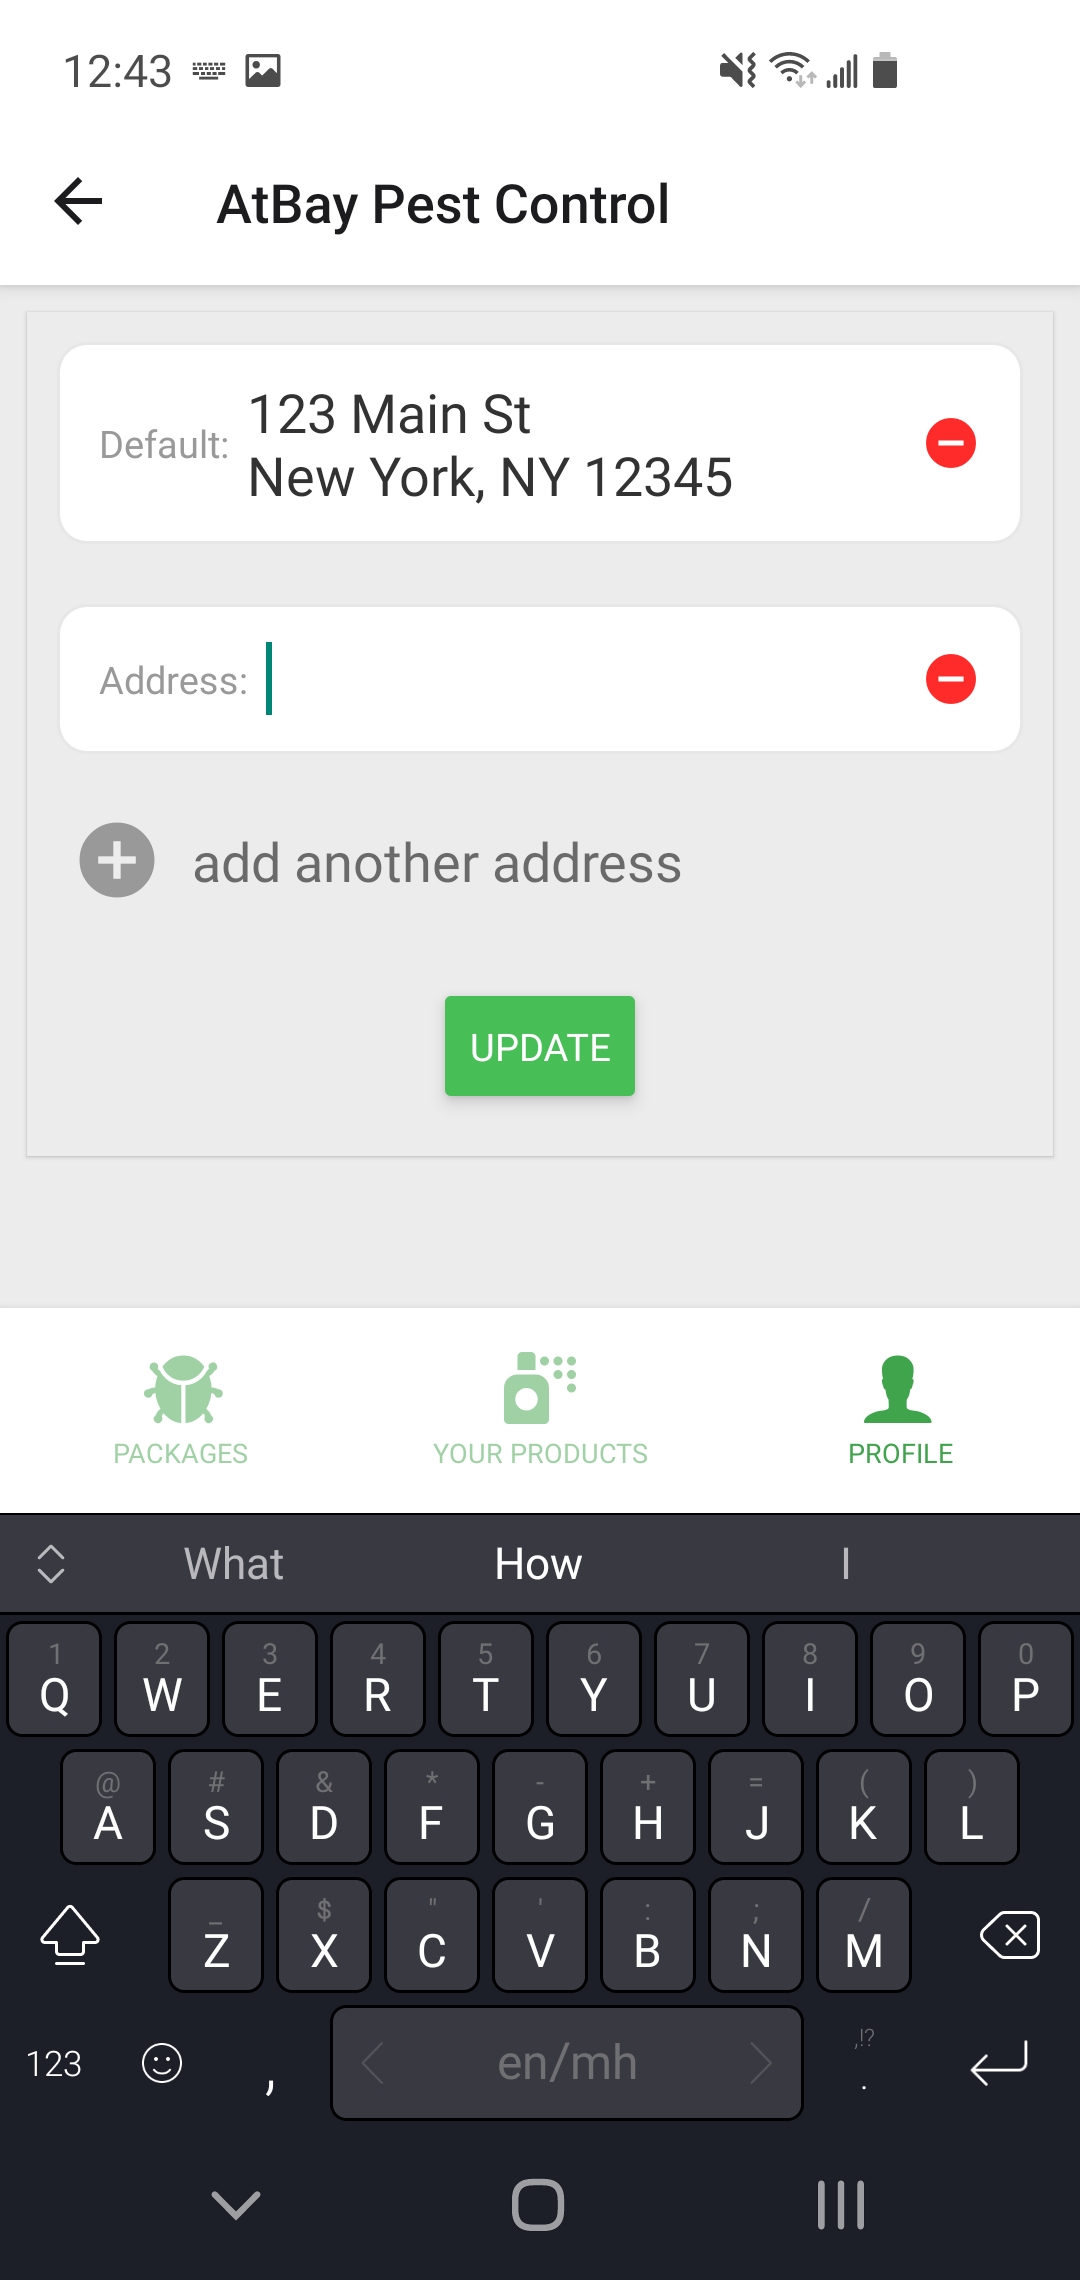 12:43
AtBay Pest Control
Default:
123 Main St
New York, NY 12345
Address:
add another address
UPDATE
PACKAGES YOUR PRODUCTS PROFILE
What How I
1 2 3 4 5 6 7 8 9 0
Q W E R T Y U I O P
@ # & * - + = ( )
A S D F G H J K L
_ $ " ' : ; /
Z X C V B N M
,!?
123 , en/mh .